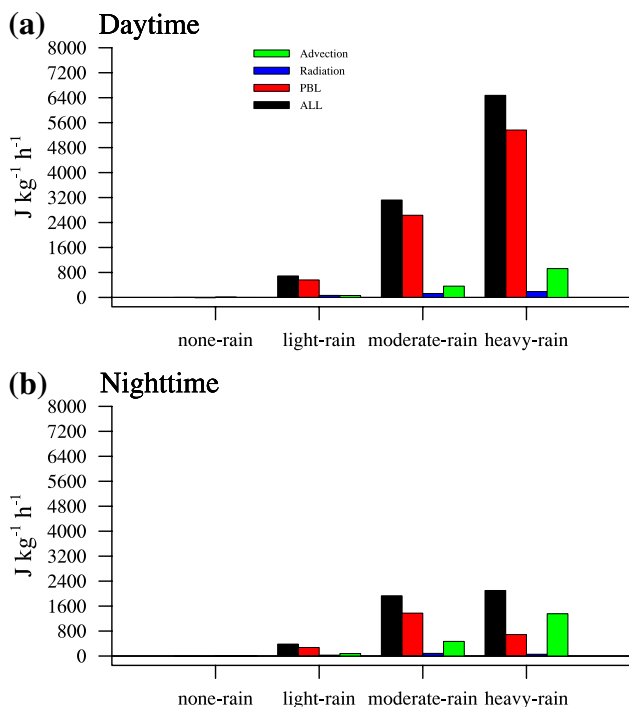 (a) Daytime
8000
7200
6400
5600
4800
4000
3200
2400
1600
800
0
J kg⁻¹ h⁻¹
Advection
Radiation
PBL
ALL
none-rain light-rain moderate-rain heavy-rain
(b) Nighttime
8000
7200
6400
5600
4800
4000
3200
2400
1600
800
0
J kg⁻¹ h⁻¹
none-rain light-rain moderate-rain heavy-rain